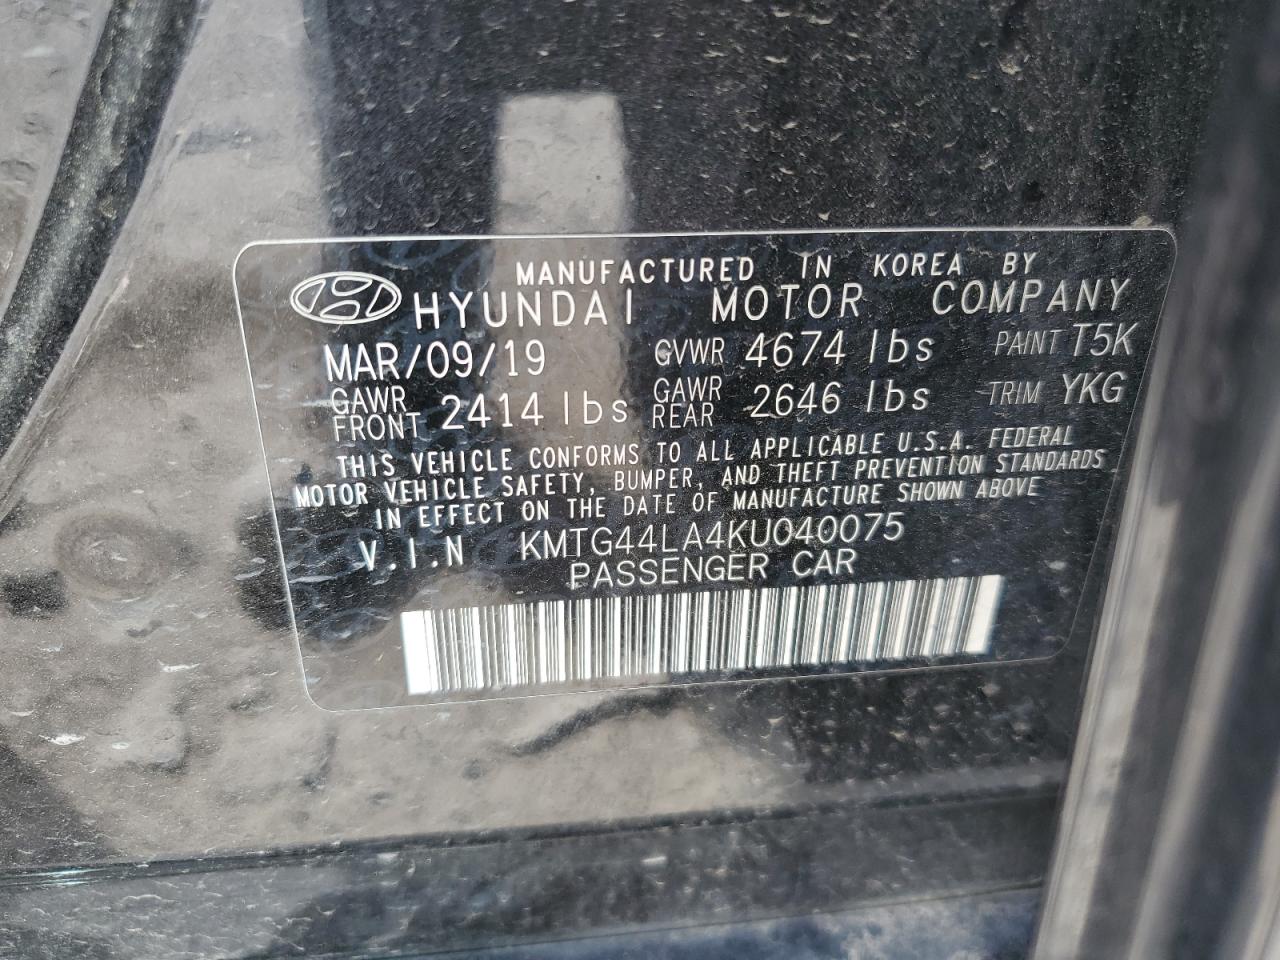 MANUFACTURED IN KOREA BY
HYUNDAI MOTOR COMPANY
MAR/09/19 GVWR 4674 lbs PAINT T5K
GAWR FRONT 2414 lbs GAWR REAR 2646 lbs TRIM YKG
THIS VEHICLE CONFORMS TO ALL APPLICABLE U.S.A. FEDERAL
MOTOR VEHICLE SAFETY, BUMPER, AND THEFT PREVENTION STANDARDS
IN EFFECT ON THE DATE OF MANUFACTURE SHOWN ABOVE
V.I.N KMTG44LA4KU040075
PASSENGER CAR